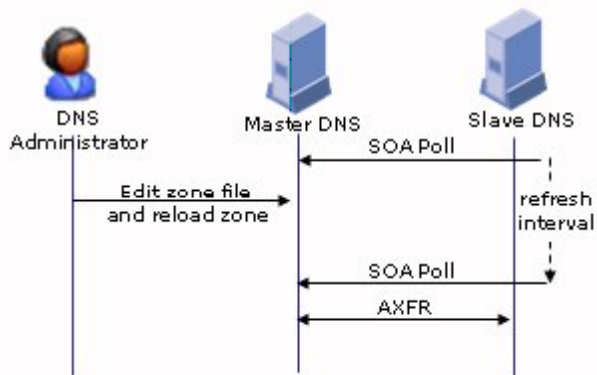 DNS
Administrator
Master DNS
Slave DNS
SOA Poll
Edit zone file
and reload zone
refresh
interval
SOA Poll
AXFR